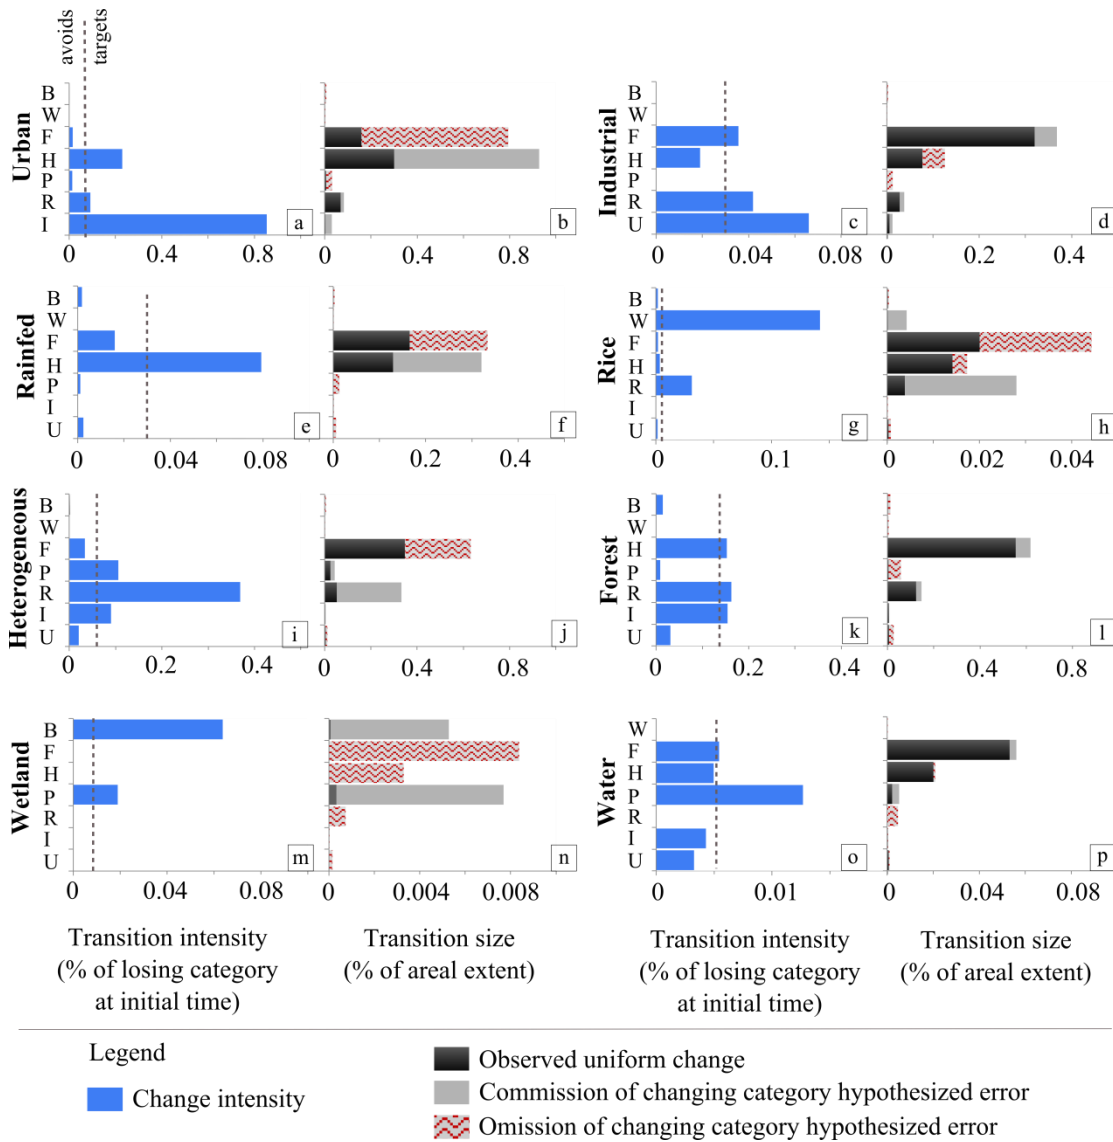 avoids
targets
Urban
B
W
F
H
P
R
I
0 0.4 0.8
a
0 0.4 0.8
b
Industrial
B
W
F
H
P
R
U
0 0.04 0.08
c
0 0.2 0.4
d
Rainfed
B
W
F
H
P
I
U
0 0.04 0.08
e
0 0.2 0.4 0.5
f
Rice
B
W
F
H
R
I
U
0 0.1
g
0 0.02 0.04
h
Heterogeneous
B
W
F
P
R
I
U
0 0.2 0.4
i
0 0.4 0.8
j
Forest
B
W
H
P
R
I
U
0 0.2 0.4
k
0 0.4 0.8
l
Wetland
B
F
H
P
R
I
U
0 0.04 0.08
m
0 0.004 0.008
n
Water
W
F
H
P
R
I
U
0 0.01
o
0 0.04 0.08
p
Transition intensity
(% of losing category
at initial time)
Transition size
(% of areal extent)
Transition intensity
(% of losing category
at initial time)
Transition size
(% of areal extent)
Legend
Change intensity
Observed uniform change
Commission of changing category hypothesized error
Omission of changing category hypothesized error